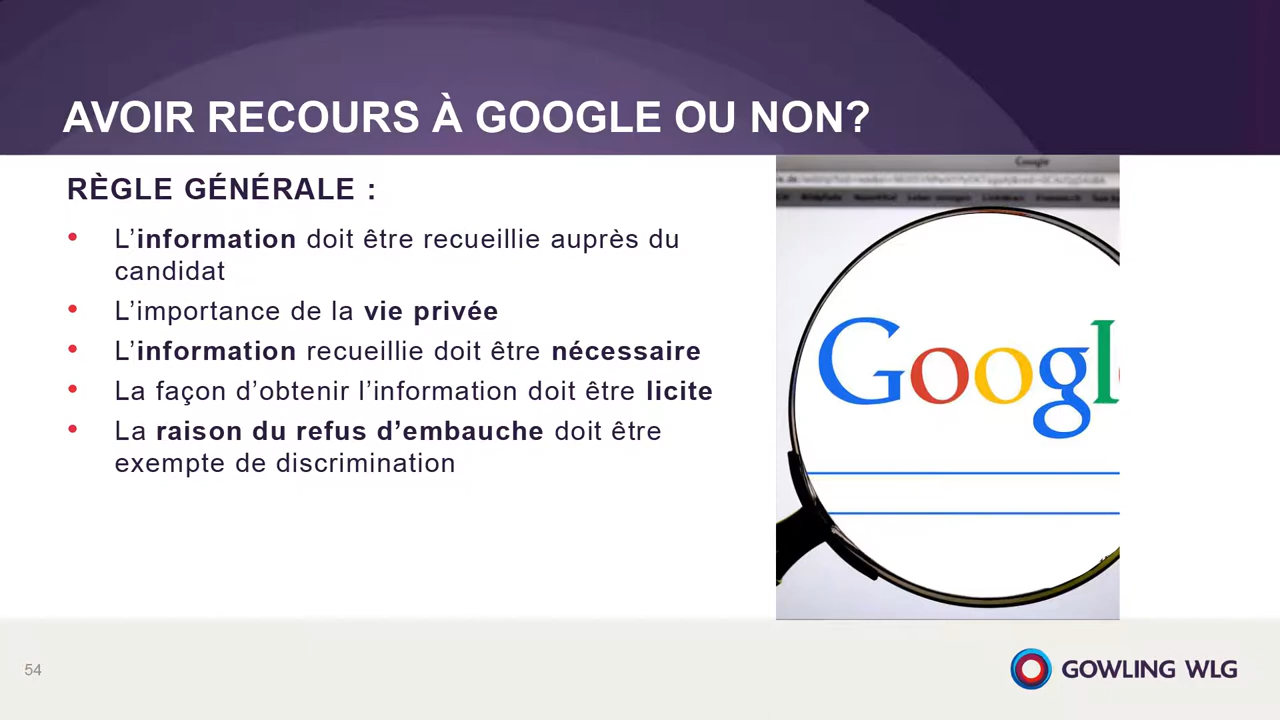 AVOIR RECOURS À GOOGLE OU NON?
RÈGLE GÉNÉRALE :
• L’information doit être recueillie auprès du
candidat
• L’importance de la vie privée
• L’information recueillie doit être nécessaire
• La façon d’obtenir l’information doit être licite
• La raison du refus d’embauche doit être
exempte de discrimination
Google
Googl
54
GOWLING WLG